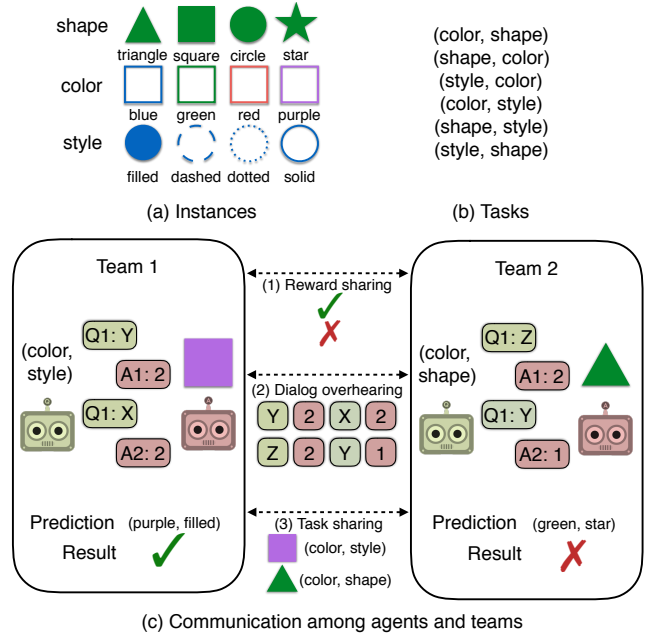 shape
triangle square circle star
color
blue green red purple
style
filled dashed dotted solid
(a) Instances
(color, shape)
(shape, color)
(style, color)
(color, style)
(shape, style)
(style, shape)
(b) Tasks
Team 1
(color,
style)
Q1: Y
A1: 2
Q1: X
A2: 2
Q
A
Prediction (purple, filled)
Result
(1) Reward sharing
(2) Dialog overhearing
Y 2 X 2
Z 2 Y 1
(3) Task sharing
(color, style)
(color, shape)
Team 2
(color,
shape)
Q1: Z
A1: 2
Q1: Y
A2: 1
Q
A
Prediction (green, star)
Result
(c) Communication among agents and teams